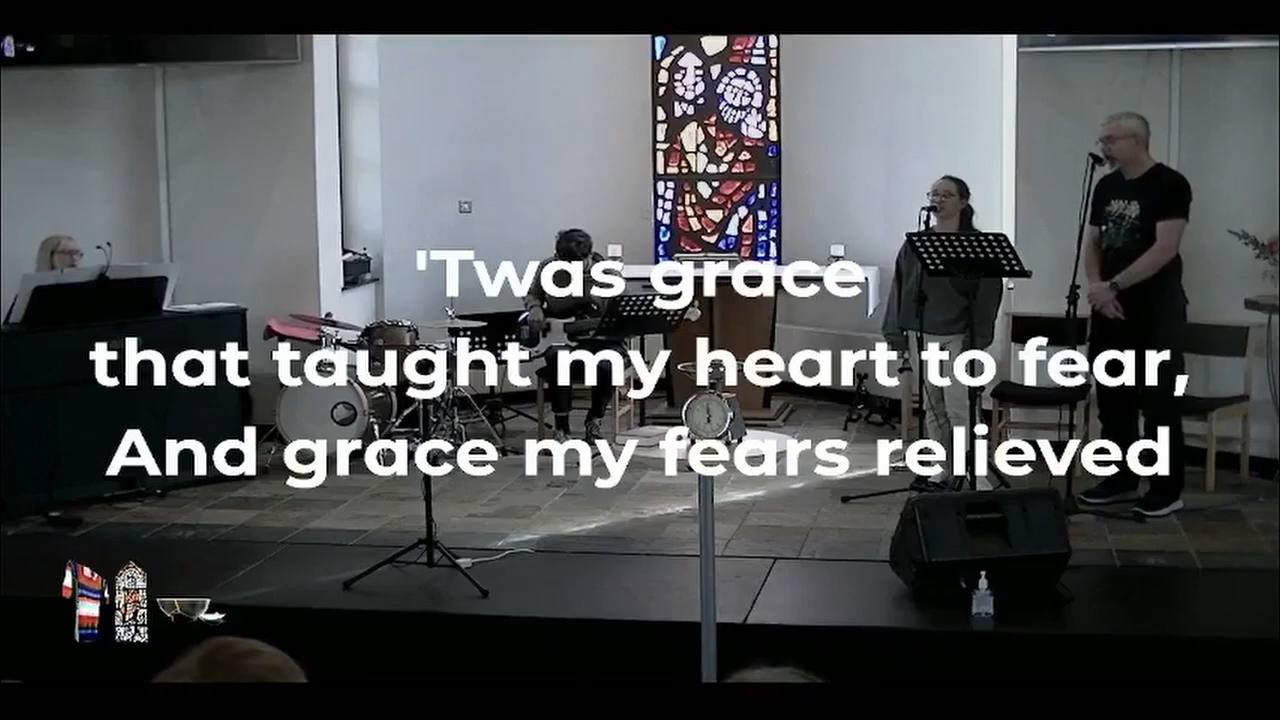 'Twas grace
that taught my heart to fear,
And grace my fears relieved